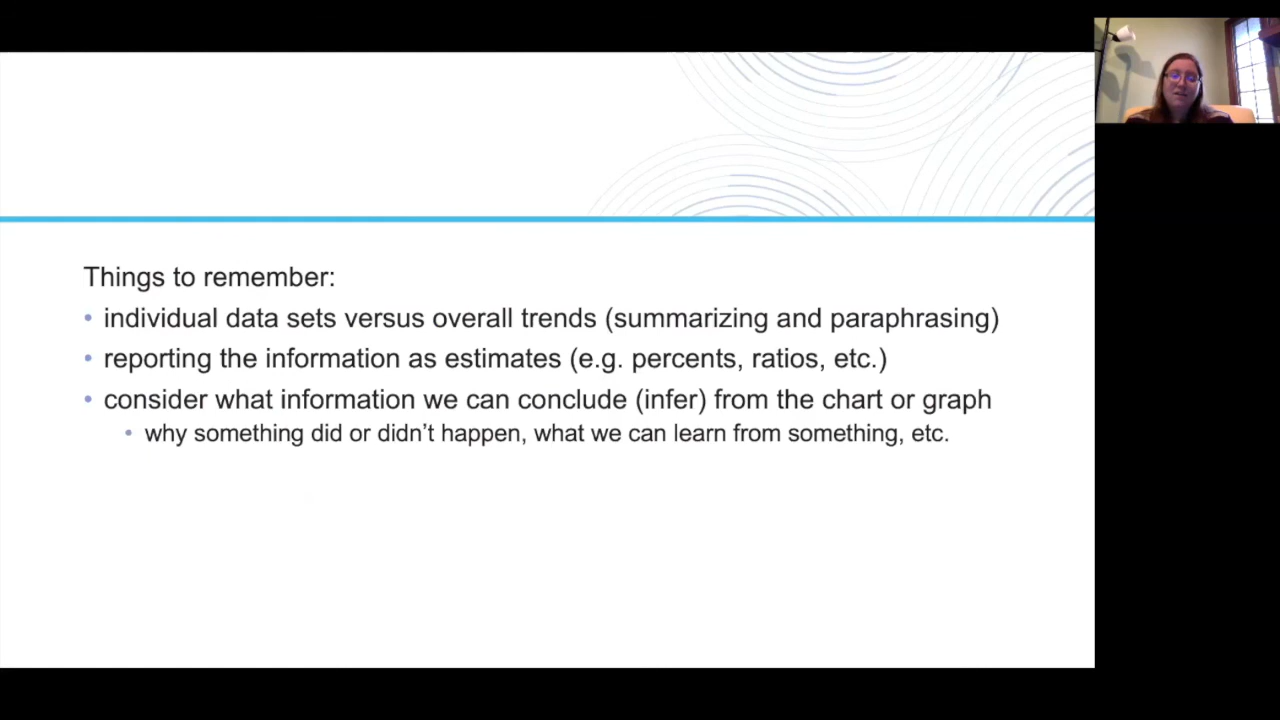 Things to remember:
• individual data sets versus overall trends (summarizing and paraphrasing)
• reporting the information as estimates (e.g. percents, ratios, etc.)
• consider what information we can conclude (infer) from the chart or graph
• why something did or didn’t happen, what we can learn from something, etc.